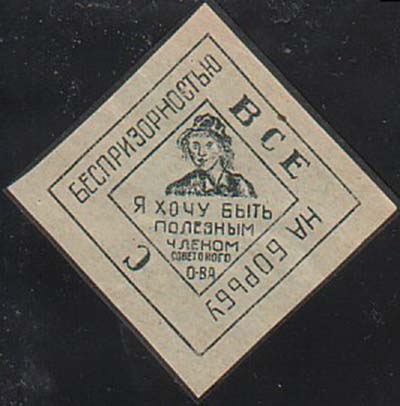 ВСЕ
НА БОРЬБУ
С
БЕСПРИЗОРНОСТЬЮ
Я ХОЧУ БЫТЬ
ПОЛЕЗНЫМ
ЧЛЕНОМ
СОВЕТСКОГО
О-ВА